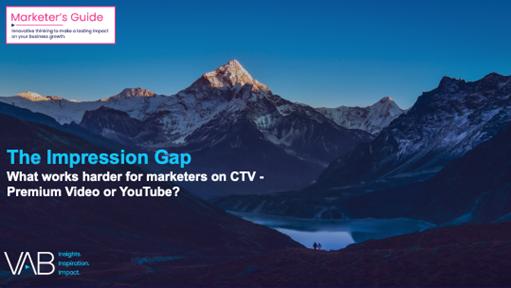 Marketer's Guide
Innovative thinking to make a lasting impact
on your business growth
The Impression Gap
What works harder for marketers on CTV -
Premium Video or YouTube?
VAB
Insights.
Inspiration.
Impact.